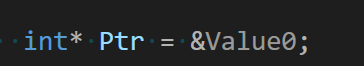 int* Ptr = &Value0;